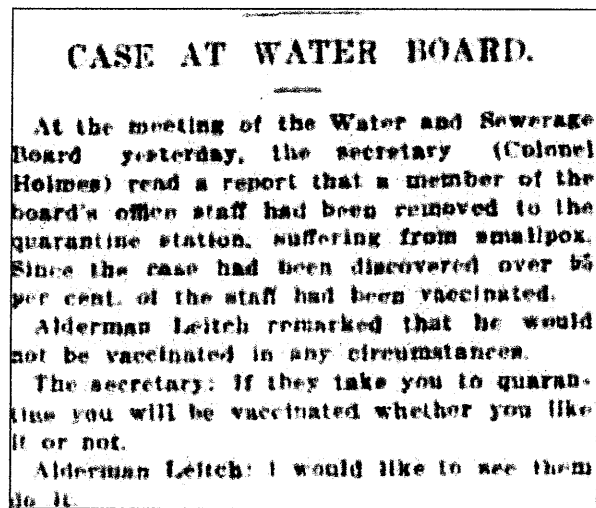 CASE AT WATER BOARD.
At the meeting of the Water and Sewerage
Board yesterday, the secretary (Colonel
Holmes) read a report that a member of the
board's office staff had been removed to the
quarantine station, suffering from smallpox.
Since the case had been discovered over
per cent. of the staff had been vaccinated.
Alderman Leitch remarked that he would
not be vaccinated in any circumstances.
The secretary: If they take you to quaran-
tine you will be vaccinated whether you like
it or not.
Alderman Leitch: I would like to see them
do it.